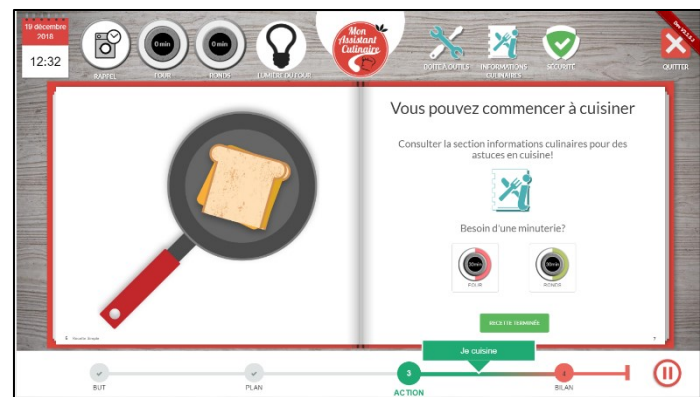 19 décembre
2018
12:32
RAPPEL
0 min
FOUR
0 min
RONDS
LUMIÈRE DU FOUR
Mon
Assistant
Culinaire
BOÎTE À OUTILS
INFORMATIONS
CULINAIRES
SÉCURITÉ
QUITTER
Vous pouvez commencer à cuisiner
Consulter la section informations culinaires pour des
astuces en cuisine!
Besoin d'une minuterie?
30min
FOUR
30min
RONDS
RECETTE TERMINÉE
Je cuisine
BUT
PLAN
3
ACTION
4
BILAN